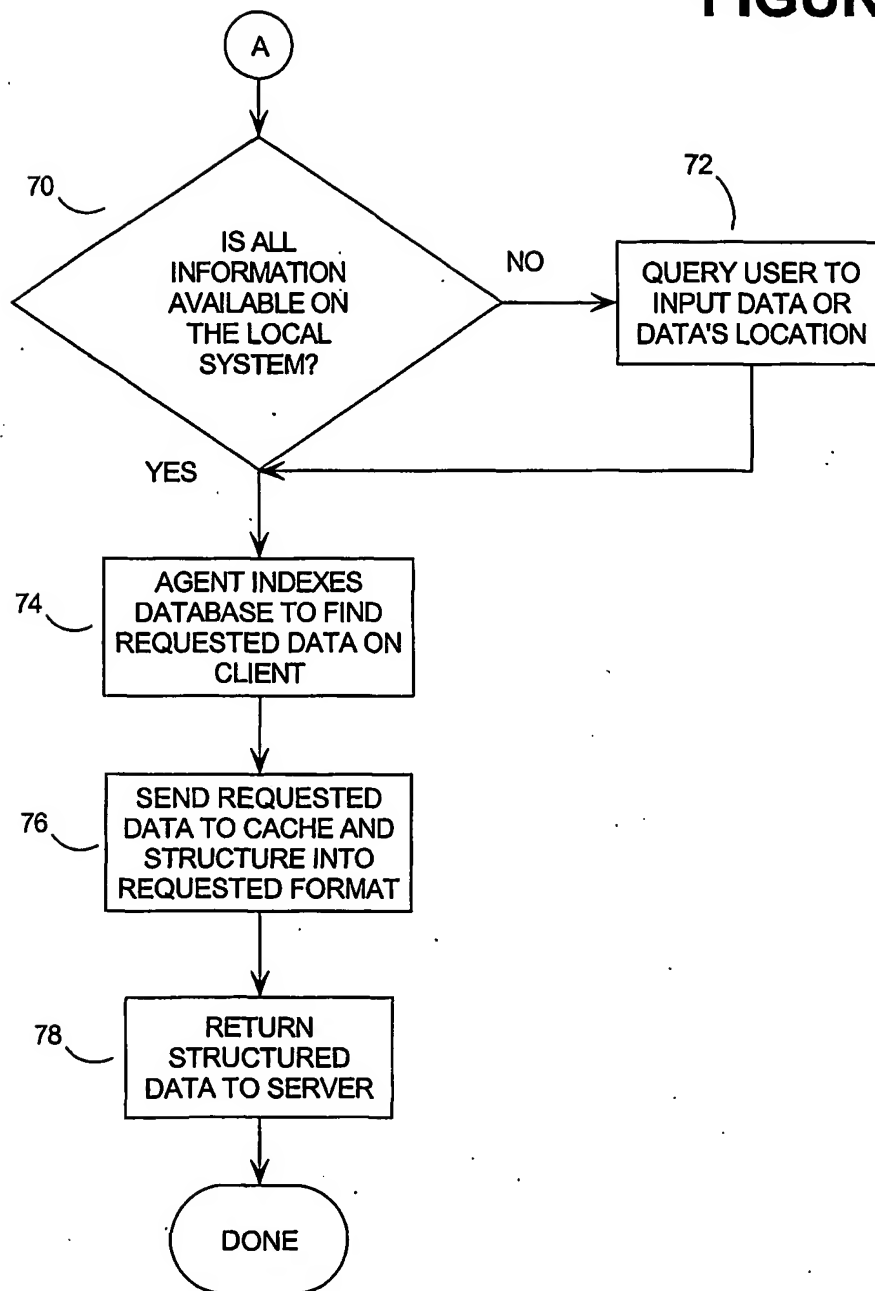 FIGUR
A
70
IS ALL
INFORMATION
AVAILABLE ON
THE LOCAL
SYSTEM?
NO
72
QUERY USER TO
INPUT DATA OR
DATA'S LOCATION
YES
74
AGENT INDEXES
DATABASE TO FIND
REQUESTED DATA ON
CLIENT
76
SEND REQUESTED
DATA TO CACHE AND
STRUCTURE INTO
REQUESTED FORMAT
78
RETURN
STRUCTURED
DATA TO SERVER
DONE